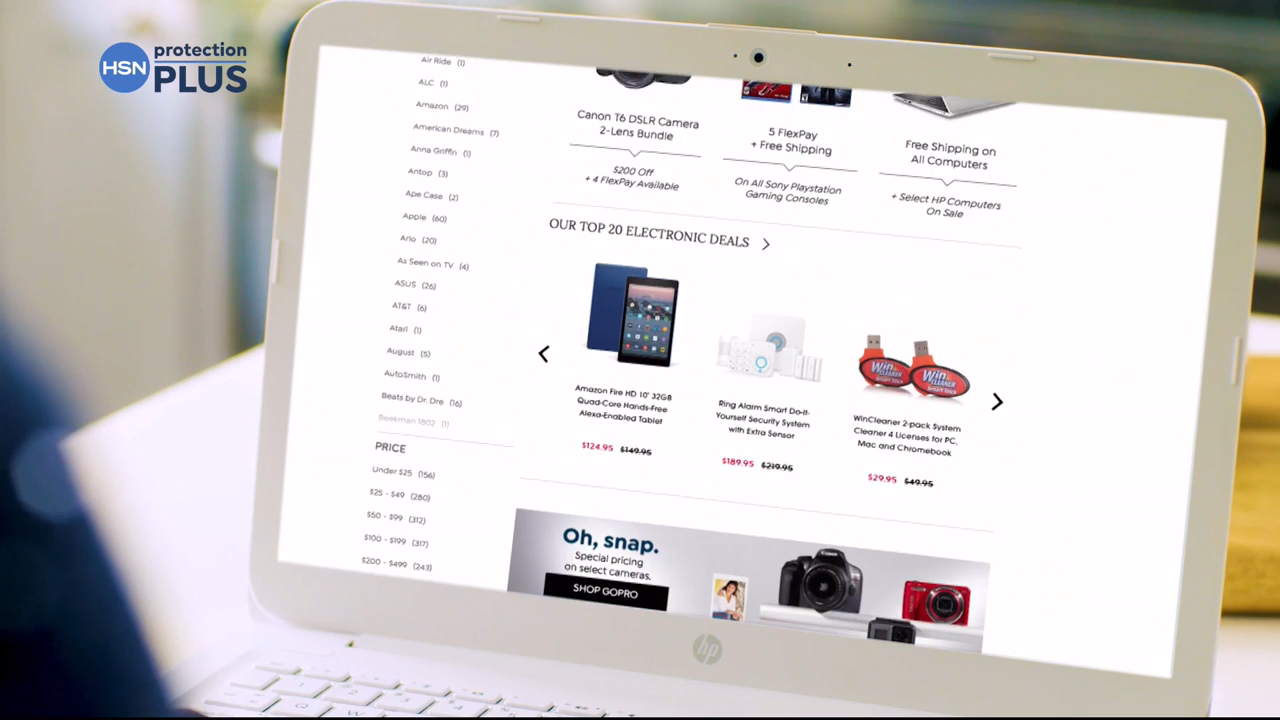 HSN protection
PLUS
Air Ride (1)
ALC (1)
Amazon (29)
American Dreams (7)
Anna Griffin (1)
Antop (3)
Ape Case (2)
Apple (60)
Arlo (20)
As Seen on TV (4)
ASUS (26)
AT&T (6)
Atari (1)
August (5)
AutoSmith (1)
Beats by Dr. Dre (16)
Beekman 1802 (1)
PRICE
Under $25 (156)
$25 - $49 (280)
$50 - $99 (312)
$100 - $199 (317)
$200 - $499 (243)
Canon T6 DSLR Camera
2-Lens Bundle
$200 Off
+ 4 FlexPay Available
5 FlexPay
+ Free Shipping
On All Sony Playstation
Gaming Consoles
Free Shipping on
All Computers
+ Select HP Computers
On Sale
OUR TOP 20 ELECTRONIC DEALS
Amazon Fire HD 10" 32GB
Quad-Core Hands-Free
Alexa-Enabled Tablet
$124.95 $149.95
Ring Alarm Smart Do-It-
Yourself Security System
with Extra Sensor
$189.95 $219.95
Win
CLEANER
Win
CLEANER
WinCleaner 2-pack System
Cleaner 4 Licenses for PC,
Mac and Chromebook
$29.95 $49.95
Oh, snap.
Special pricing
on select cameras.
SHOP GOPRO
Canon
hp